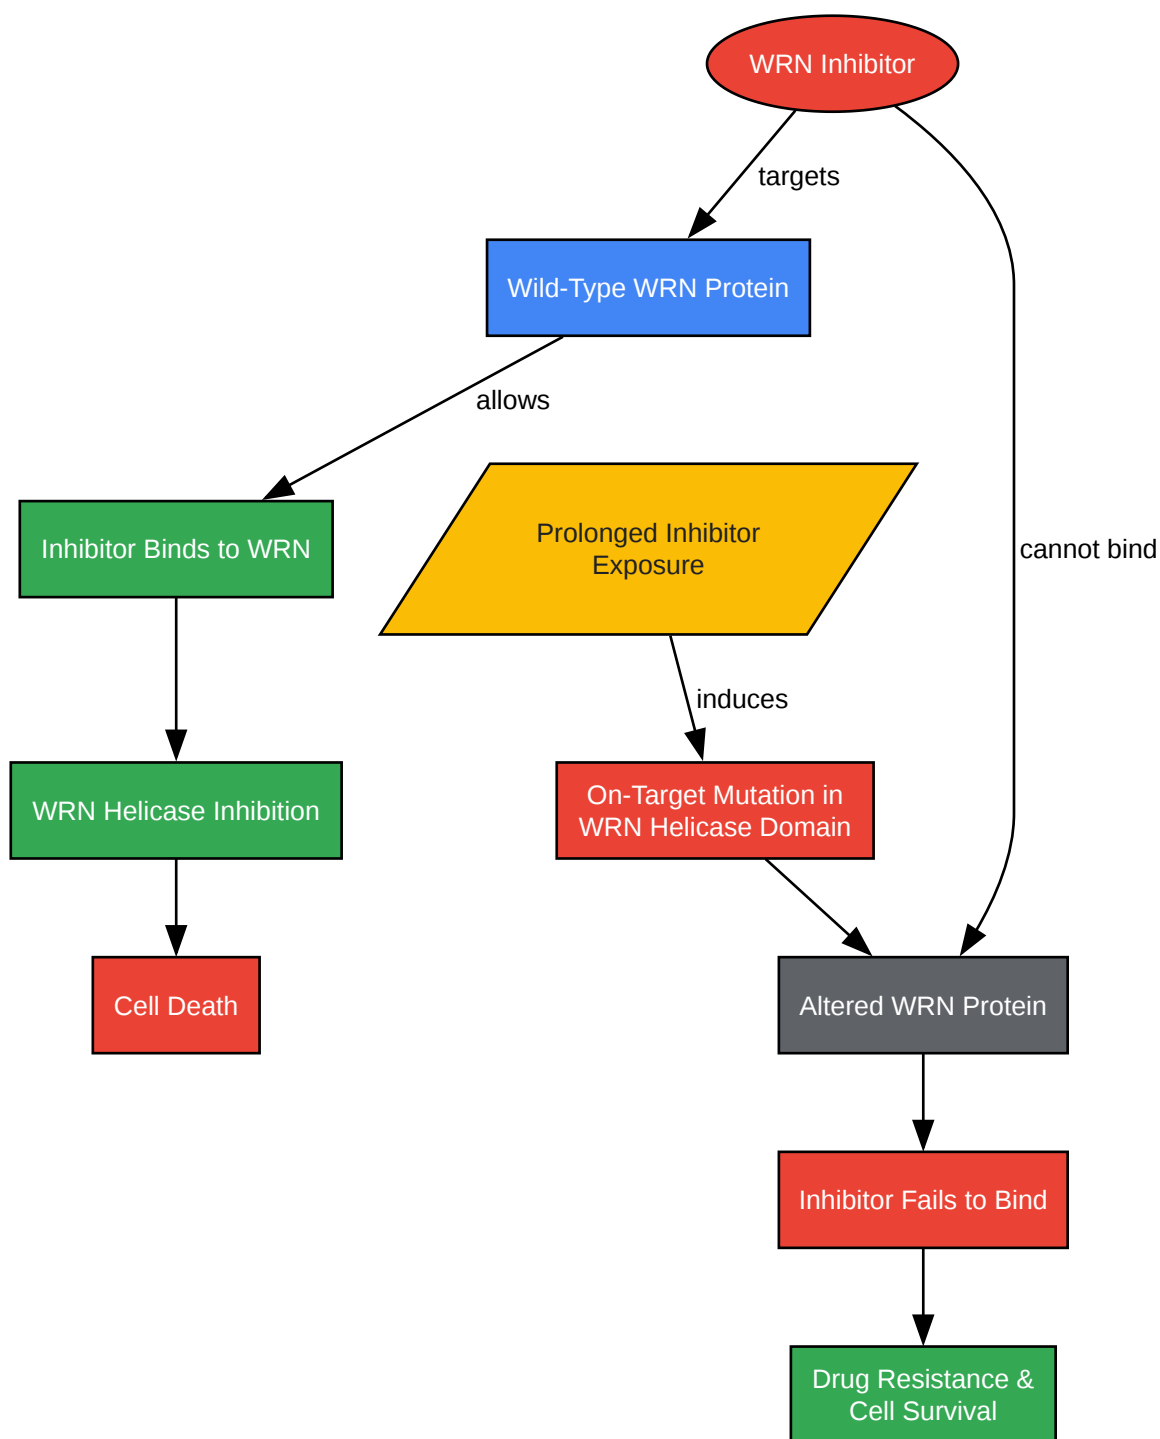 WRN Inhibitor
targets
Wild-Type WRN Protein
allows
Inhibitor Binds to WRN
Prolonged Inhibitor
Exposure
cannot bind
induces
WRN Helicase Inhibition
On-Target Mutation in
WRN Helicase Domain
Cell Death
Altered WRN Protein
Inhibitor Fails to Bind
Drug Resistance &
Cell Survival